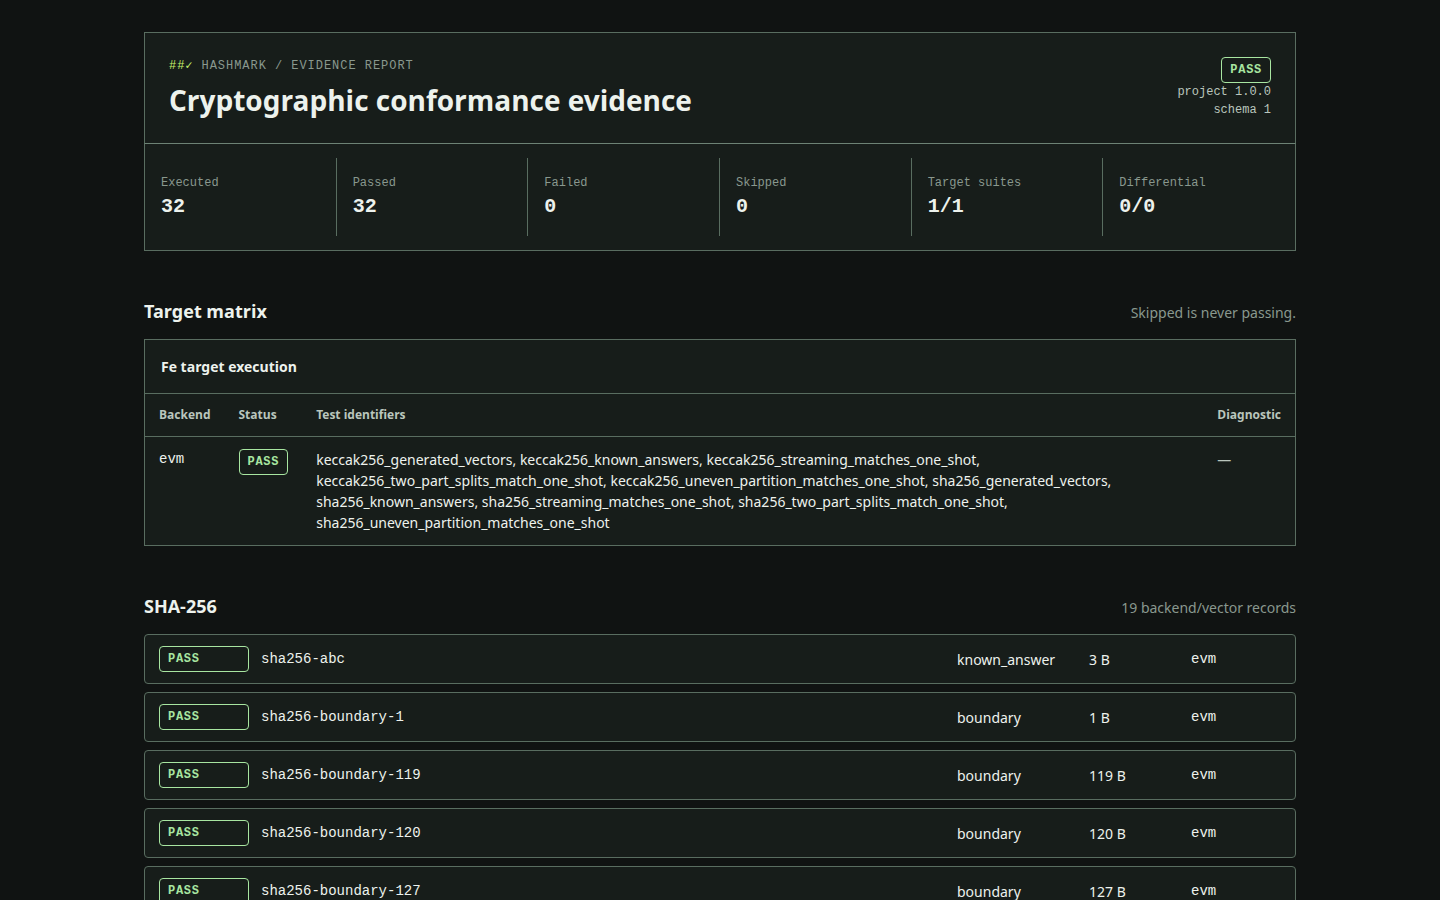 ##✓ HASHMARK / EVIDENCE REPORT
Cryptographic conformance evidence
PASS
project 1.0.0
schema 1
Executed
32
Passed
32
Failed
0
Skipped
0
Target suites
1/1
Differential
0/0
Target matrix
Skipped is never passing.
Fe target execution
Backend Status Test identifiers Diagnostic
evm PASS keccak256_generated_vectors, keccak256_known_answers, keccak256_streaming_matches_one_shot, —
keccak256_two_part_splits_match_one_shot, keccak256_uneven_partition_matches_one_shot, sha256_generated_vectors,
sha256_known_answers, sha256_streaming_matches_one_shot, sha256_two_part_splits_match_one_shot,
sha256_uneven_partition_matches_one_shot
SHA-256
19 backend/vector records
PASS sha256-abc known_answer 3 B evm
PASS sha256-boundary-1 boundary 1 B evm
PASS sha256-boundary-119 boundary 119 B evm
PASS sha256-boundary-120 boundary 120 B evm
PASS sha256-boundary-127 boundary 127 B evm